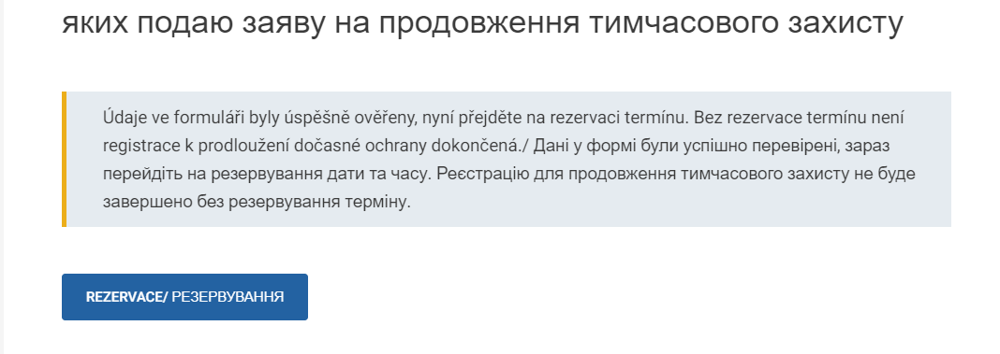 яких подаю заяву на продовження тимчасового захисту
Údaje ve formuláři byly úspěšně ověřeny, nyní přejděte na rezervaci termínu. Bez rezervace termínu není
registrace k prodloužení dočasné ochrany dokončená./ Дані у формі були успішно перевірені, зараз
перейдіть на резервування дати та часу. Реєстрацію для продовження тимчасового захисту не буде
завершено без резервування терміну.
REZERVACE/ РЕЗЕРВУВАННЯ